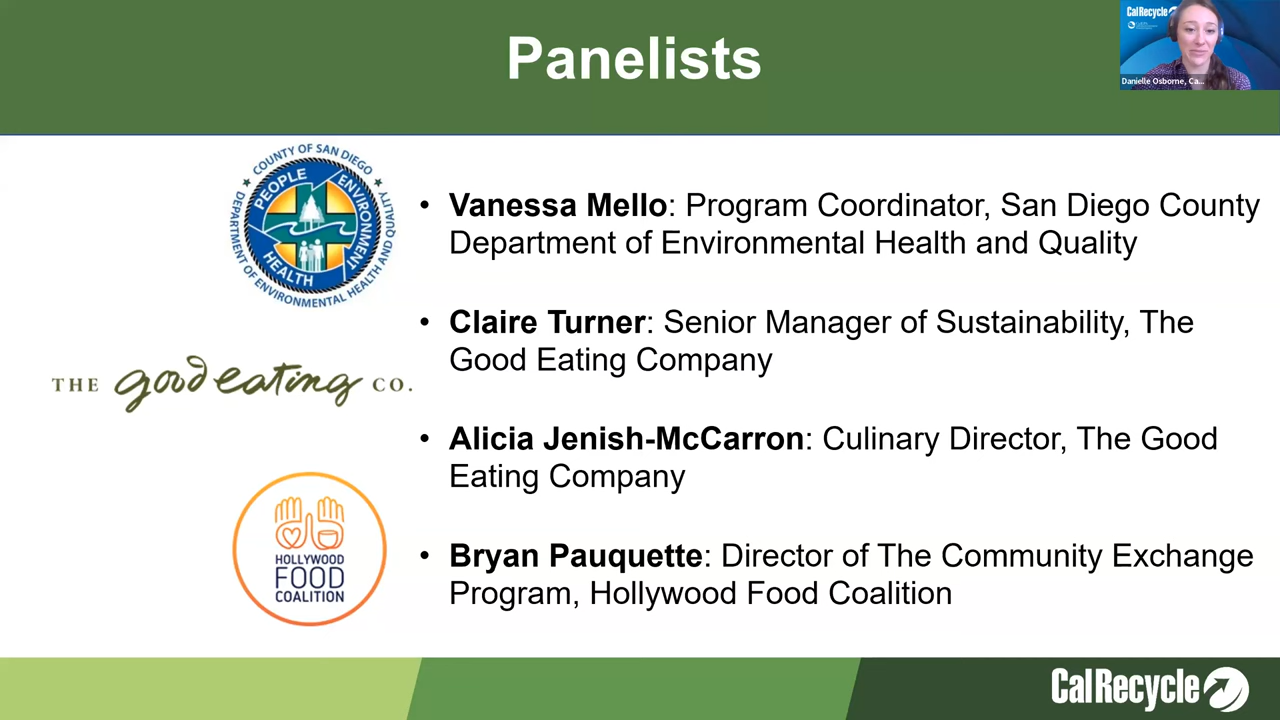 Panelists
CalRecycle
Danielle Osborne, Ca...
COUNTY OF SAN DIEGO
DEPARTMENT OF ENVIRONMENTAL HEALTH AND QUALITY
PEOPLE
ENVIRONMENT
HEALTH
• Vanessa Mello: Program Coordinator, San Diego County
Department of Environmental Health and Quality
• Claire Turner: Senior Manager of Sustainability, The
Good Eating Company
THE good eating CO.
• Alicia Jenish-McCarron: Culinary Director, The Good
Eating Company
HOLLYWOOD
FOOD
COALITION
• Bryan Pauquette: Director of The Community Exchange
Program, Hollywood Food Coalition
CalRecycle